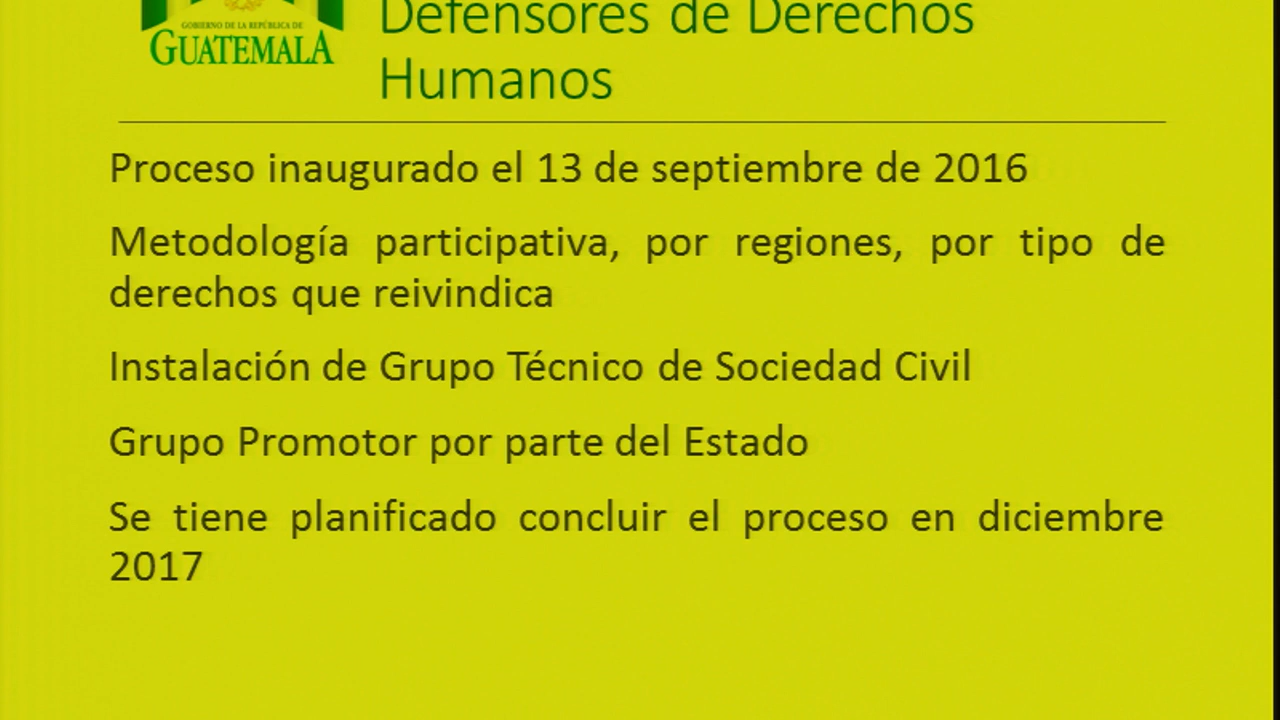 GOBIERNO DE LA REPÚBLICA DE
GUATEMALA
Defensores de Derechos
Humanos
Proceso inaugurado el 13 de septiembre de 2016
Metodología participativa, por regiones, por tipo de
derechos que reivindica
Instalación de Grupo Técnico de Sociedad Civil
Grupo Promotor por parte del Estado
Se tiene planificado concluir el proceso en diciembre
2017